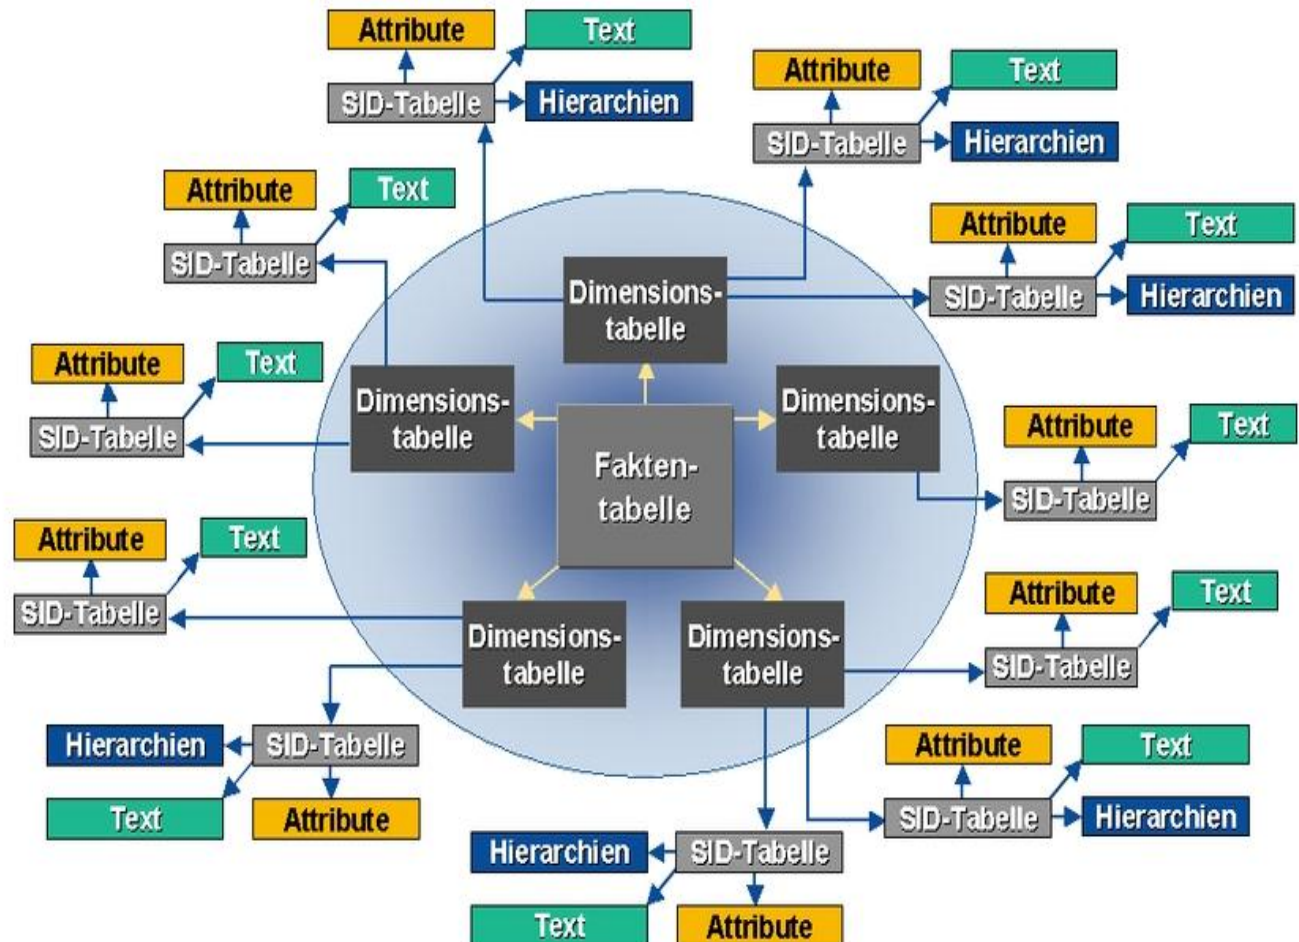 Attribute
Text
SID-Tabelle
Hierarchien
Attribute
Text
SID-Tabelle
Hierarchien
Attribute
Text
SID-Tabelle
Attribute
Text
SID-Tabelle
Hierarchien
Dimensions-
tabelle
Attribute
Text
SID-Tabelle
Dimensions-
tabelle
Dimensions-
tabelle
Fakten-
tabelle
Attribute
Text
SID-Tabelle
Attribute
Text
SID-Tabelle
Dimensions-
tabelle
Dimensions-
tabelle
Attribute
Text
SID-Tabelle
Hierarchien
SID-Tabelle
Text
Attribute
Attribute
Text
SID-Tabelle
Hierarchien
Hierarchien
SID-Tabelle
Text
Attribute